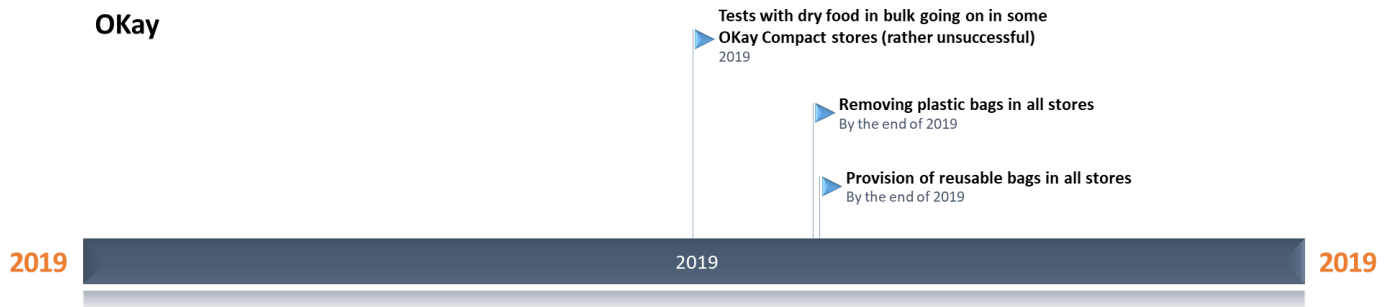 OKay
Tests with dry food in bulk going on in some
OKay Compact stores (rather unsuccessful)
2019
Removing plastic bags in all stores
By the end of 2019
Provision of reusable bags in all stores
By the end of 2019
2019
2019
2019